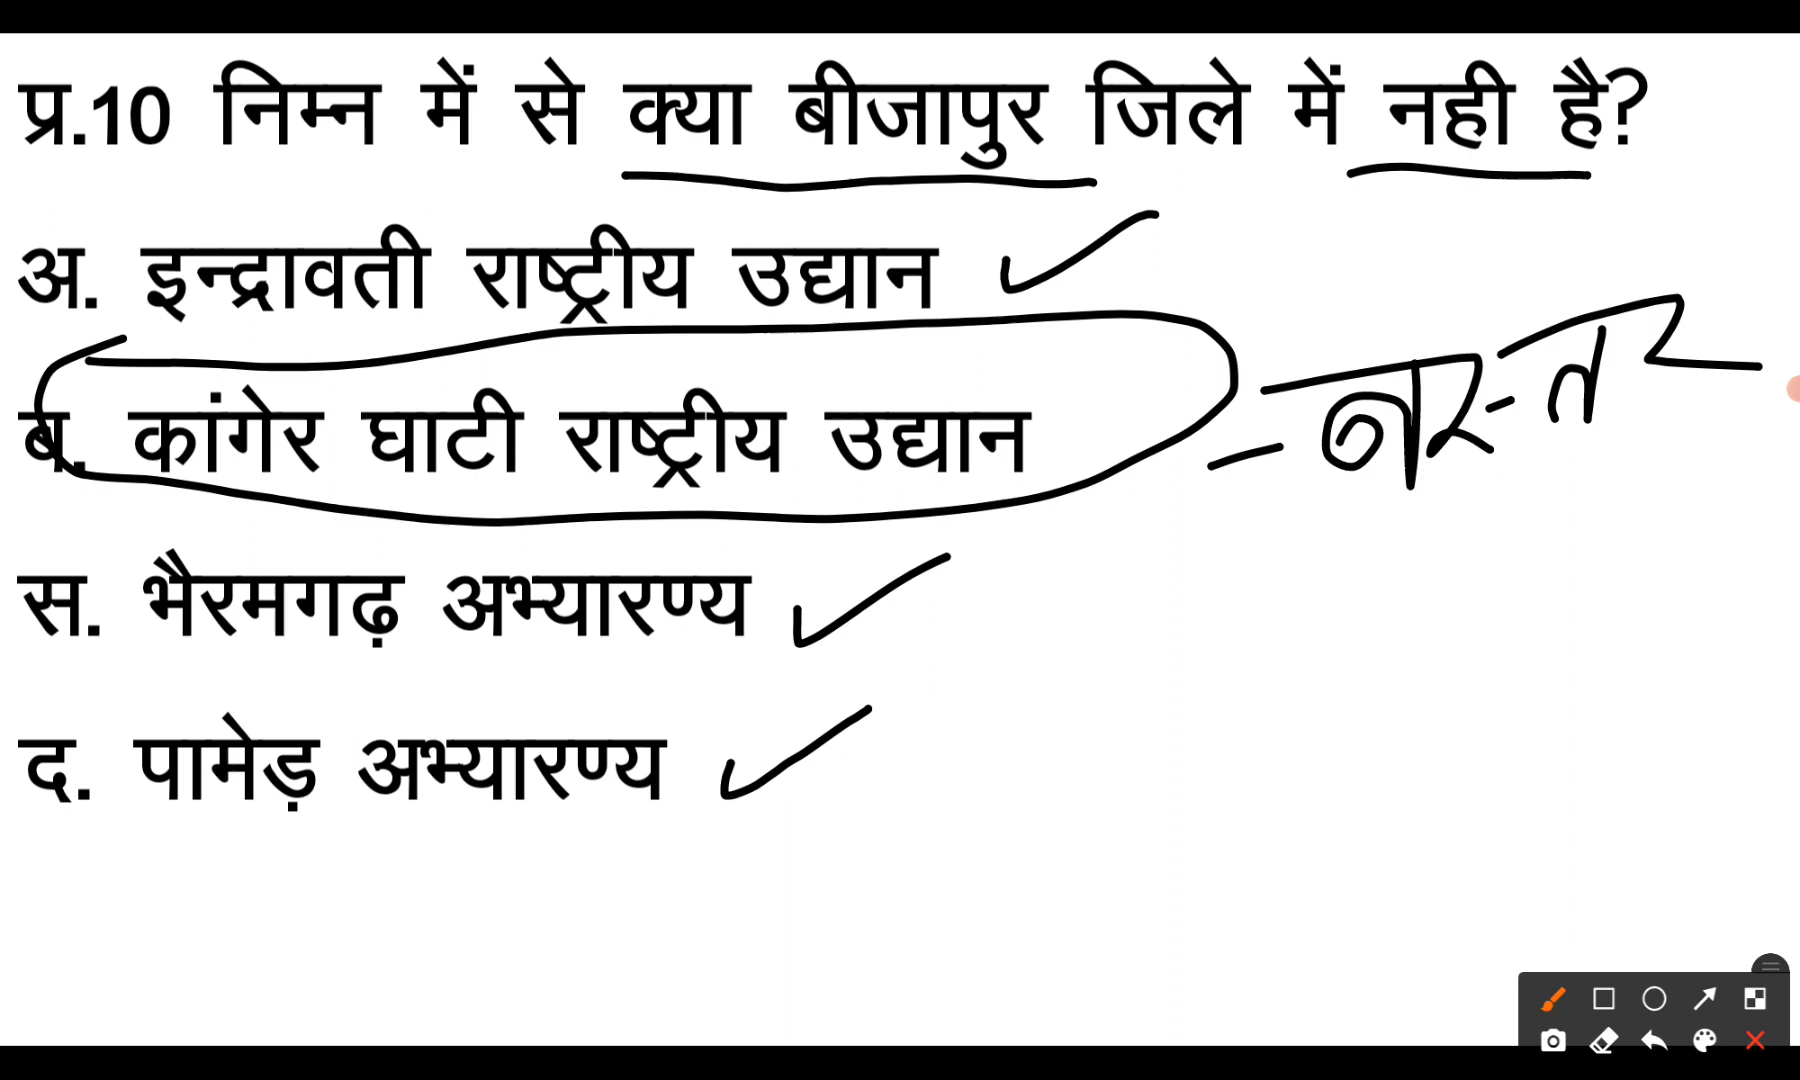 प्र.10 निम्न में से क्या बीजापुर जिले में नही है?
अ. इन्द्रावती राष्ट्रीय उद्यान
ब. कांगेर घाटी राष्ट्रीय उद्यान
स. भैरमगढ़ अभ्यारण्य
द. पामेड़ अभ्यारण्य